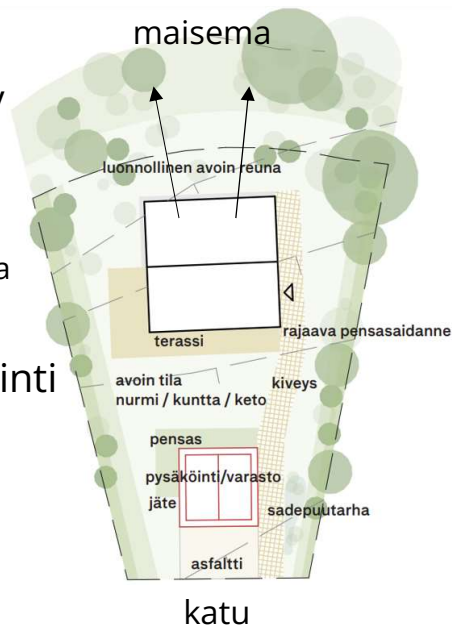 maisema
luonnollinen avoin reuna
terassi
rajaava pensasaidanne
avoin tila
nurmi / kuntta / keto
kiveys
pensas
pysäköinti/varasto
jäte
sadepuutarha
asfaltti
katu